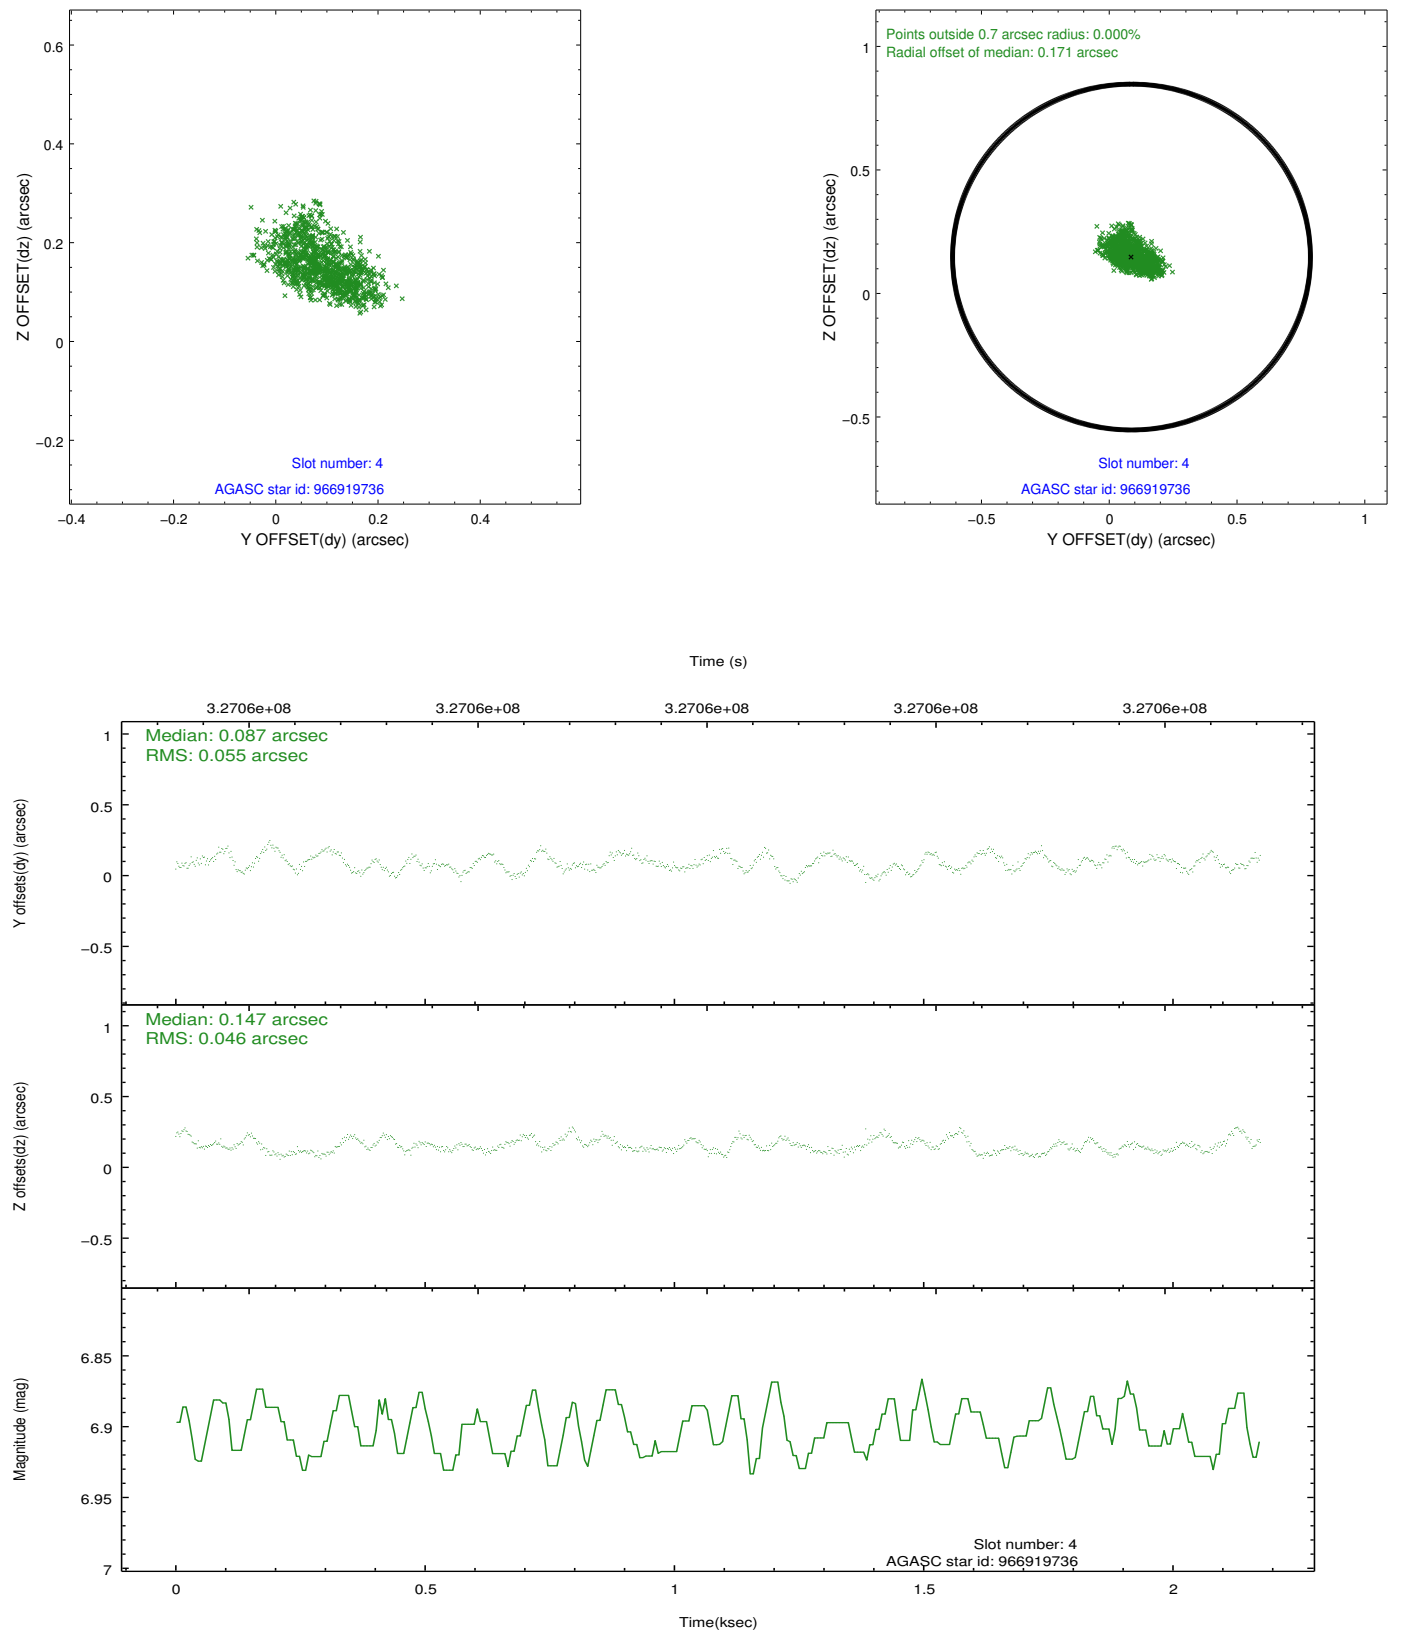 0.6
0.4
0.2
0
−0.2
−0.4
−0.2
0
0.2
0.4
Z OFFSET(dz) (arcsec)
Y OFFSET(dy) (arcsec)
Slot number: 4
AGASC star id: 966919736
Points outside 0.7 arcsec radius: 0.000%
Radial offset of median: 0.171 arcsec
1
0.5
0
−0.5
−0.5
0
0.5
1
Z OFFSET(dz) (arcsec)
Y OFFSET(dy) (arcsec)
Slot number: 4
AGASC star id: 966919736
Time (s)
3.2706e+08 3.2706e+08 3.2706e+08 3.2706e+08 3.2706e+08
Median: 0.087 arcsec
RMS: 0.055 arcsec
1
0.5
0
−0.5
Y offsets(dy) (arcsec)
Median: 0.147 arcsec
RMS: 0.046 arcsec
1
0.5
0
−0.5
Z offsets(dz) (arcsec)
6.85
6.9
6.95
7
Magnitude (mag)
Slot number: 4
AGASC star id: 966919736
0 0.5 1 1.5 2
Time(ksec)